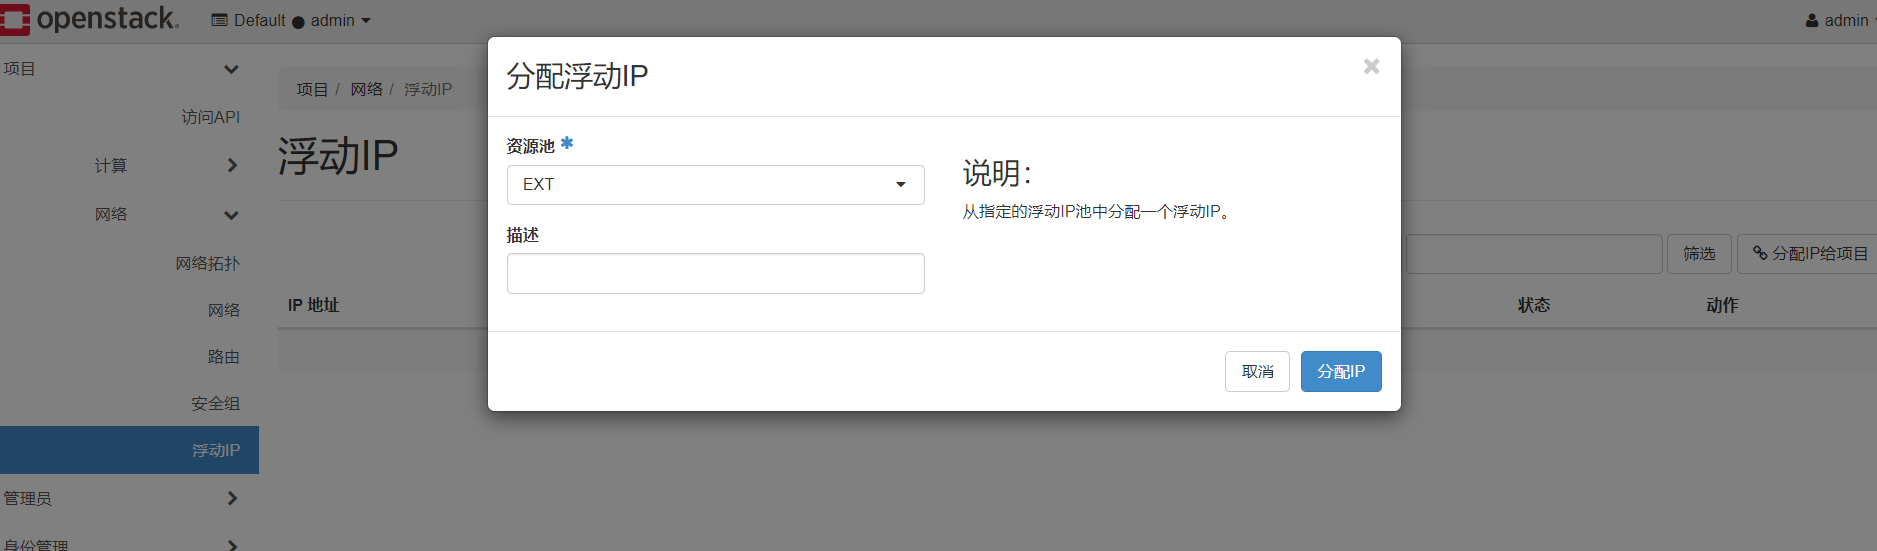 openstack.
Default ● admin
admin
项目
访问API
计算
网络
网络拓扑
网络
路由
安全组
浮动IP
管理员
身份管理
项目 / 网络 / 浮动IP
浮动IP
筛选
分配IP给项目
IP 地址
状态
动作
分配浮动IP
资源池
EXT
描述
说明：
从指定的浮动IP池中分配一个浮动IP。
取消
分配IP